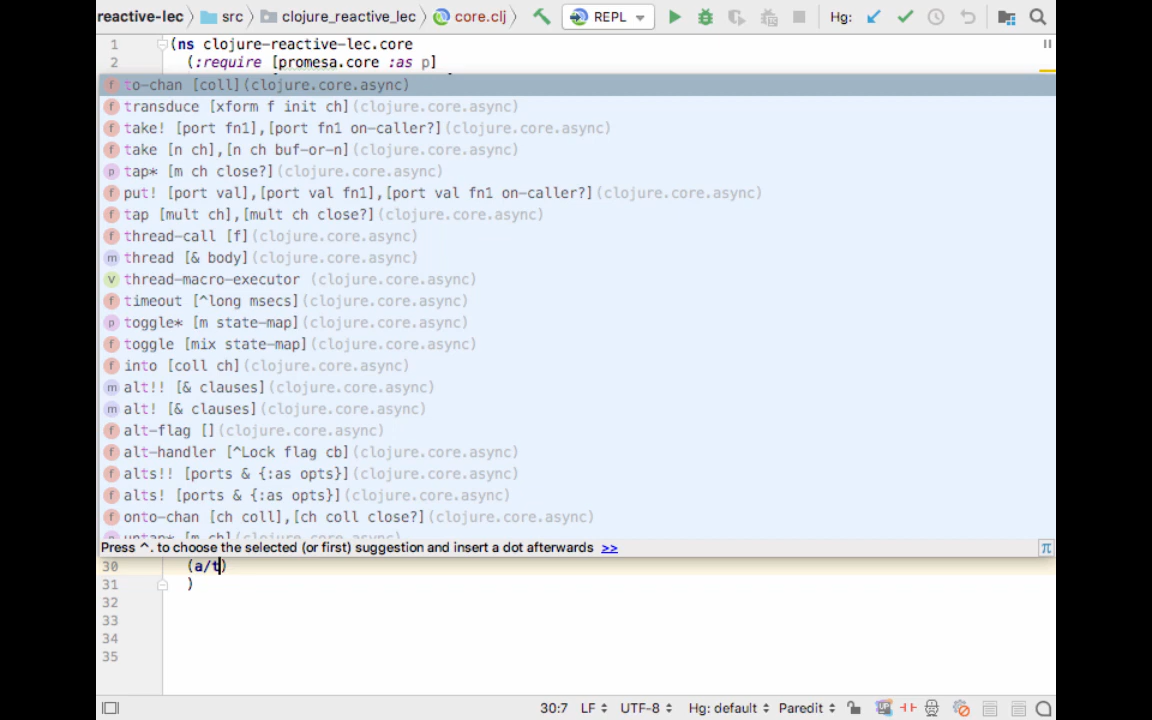 reactive-lec src clojure_reactive_lec core.clj REPL Hg:
1 (ns clojure-reactive-lec.core
2 (:require [promesa.core :as p]
f to-chan [coll](clojure.core.async)
f transduce [xform f init ch](clojure.core.async)
f take! [port fn1],[port fn1 on-caller?](clojure.core.async)
f take [n ch],[n ch buf-or-n](clojure.core.async)
p tap* [m ch close?](clojure.core.async)
f put! [port val],[port val fn1],[port val fn1 on-caller?](clojure.core.async)
f tap [mult ch],[mult ch close?](clojure.core.async)
f thread-call [f](clojure.core.async)
m thread [& body](clojure.core.async)
V thread-macro-executor (clojure.core.async)
f timeout [^long msecs](clojure.core.async)
p toggle* [m state-map](clojure.core.async)
f toggle [mix state-map](clojure.core.async)
f into [coll ch](clojure.core.async)
m alt!! [& clauses](clojure.core.async)
m alt! [& clauses](clojure.core.async)
f alt-flag [](clojure.core.async)
f alt-handler [^Lock flag cb](clojure.core.async)
f alts!! [ports & {:as opts}](clojure.core.async)
f alts! [ports & {:as opts}](clojure.core.async)
f onto-chan [ch coll],[ch coll close?](clojure.core.async)
p untap* [m ch](clojure.core.async)
Press ^. to choose the selected (or first) suggestion and insert a dot afterwards >> π
30 (a/t)
31 )
32
33
34
35
30:7 LF UTF-8 Hg: default Paredit